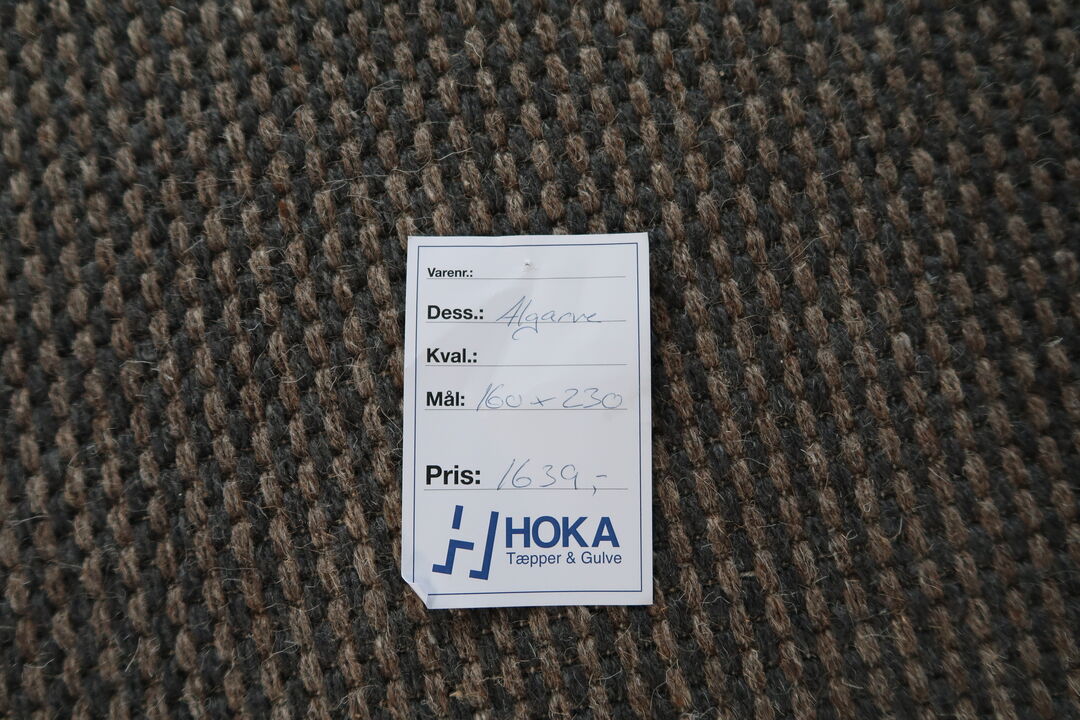 Varenr.:
Dess.: Algarve
Kval.:
Mål: 160 x 230
Pris: 1639,-
HOKA
Tæpper & Gulve